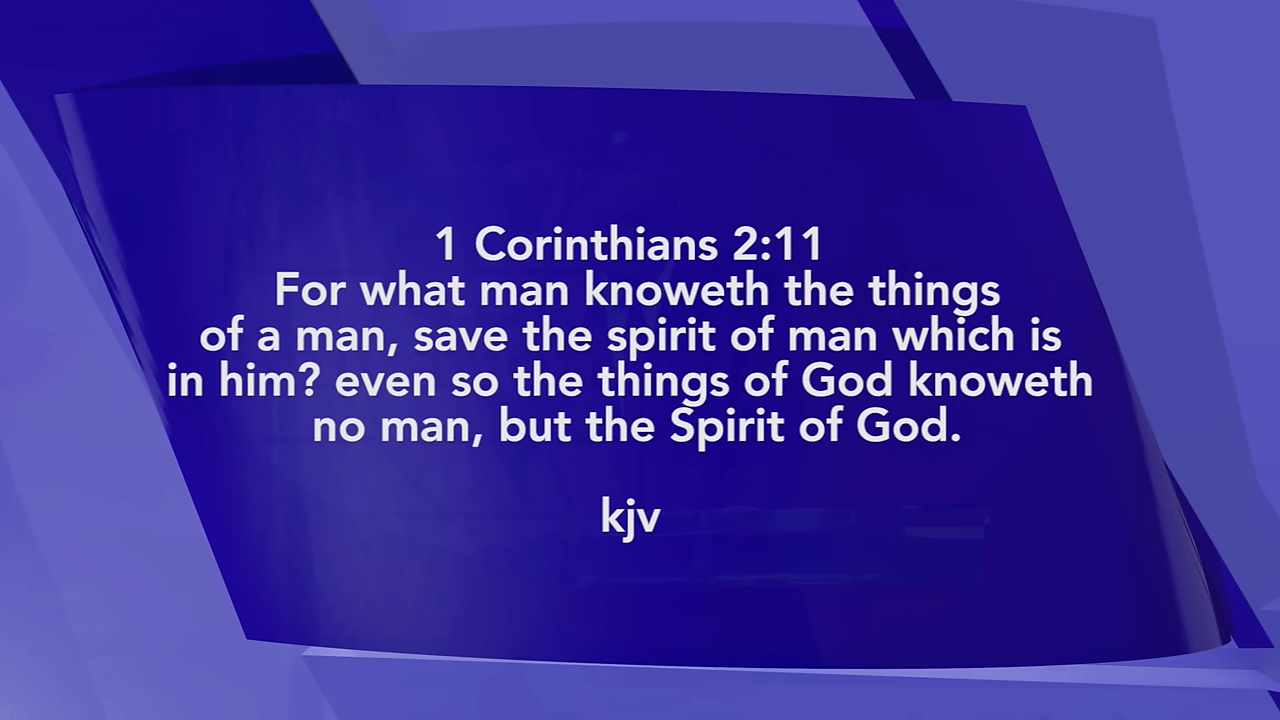 1 Corinthians 2:11
For what man knoweth the things
of a man, save the spirit of man which is
in him? even so the things of God knoweth
no man, but the Spirit of God.
kjv